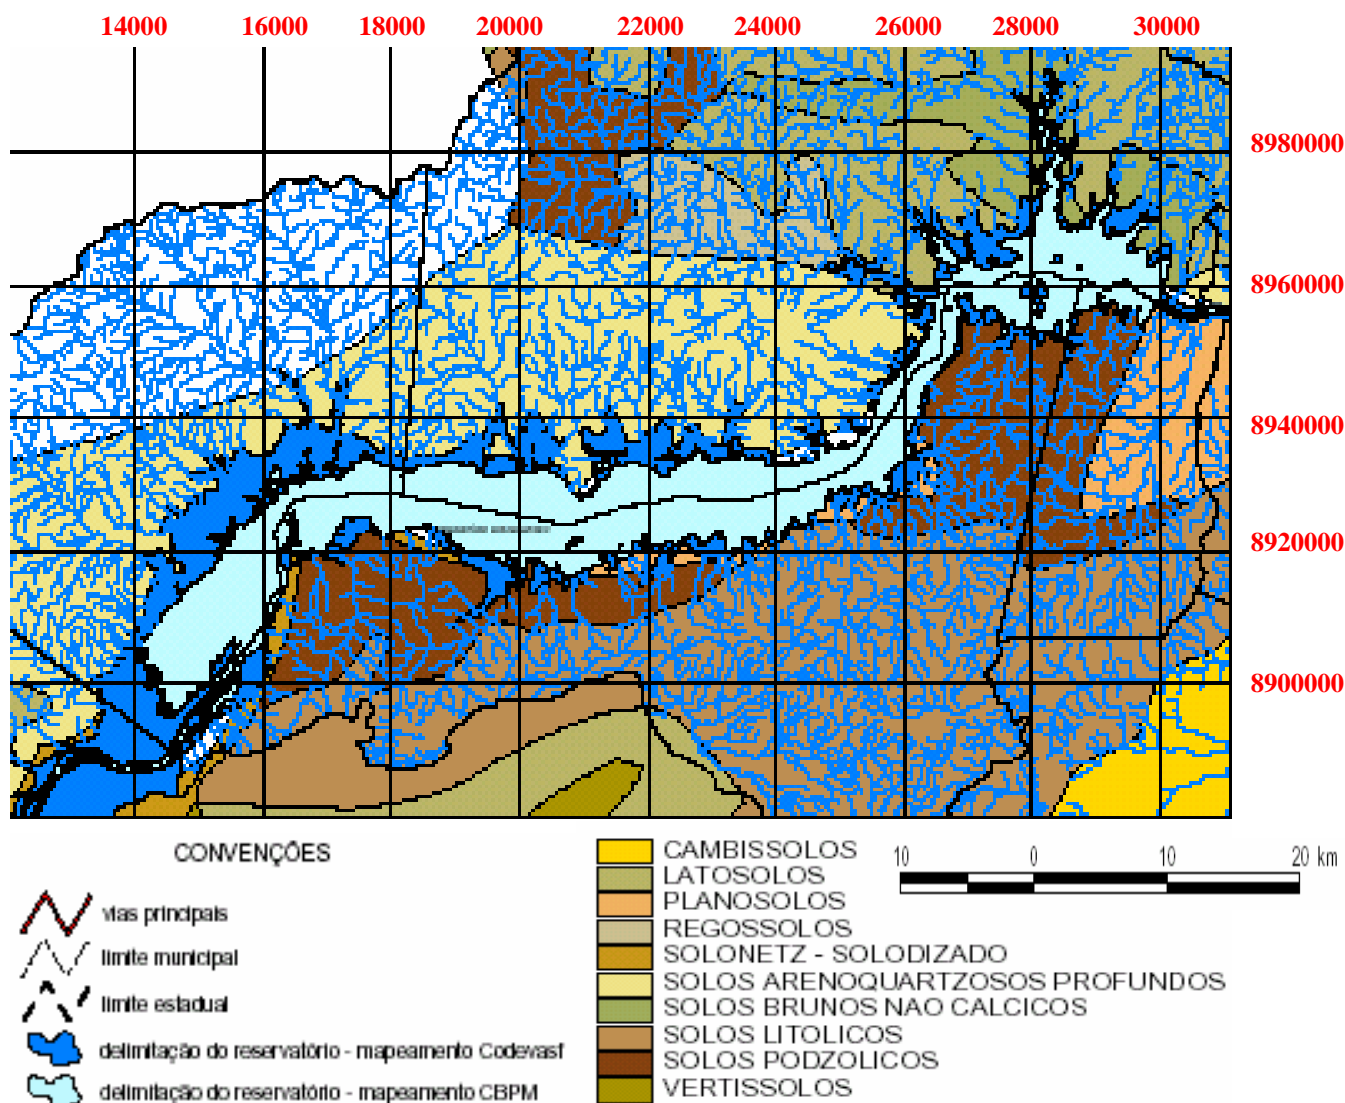 14000 16000 18000 20000 22000 24000 26000 28000 30000
8980000
8960000
8940000
8920000
8900000
CONVENÇÕES
vias principais
limite municipal
limite estadual
delimitação do reservatório - mapeamento Codevasf
delimitação do reservatório - mapeamento CBPM
CAMBISSOLOS
LATOSOLOS
PLANOSOLOS
REGOSSOLOS
SOLONETZ - SOLODIZADO
SOLOS ARENOQUARTZOSOS PROFUNDOS
SOLOS BRUNOS NAO CALCICOS
SOLOS LITOLICOS
SOLOS PODZOLICOS
VERTISSOLOS
10 0 10 20 km